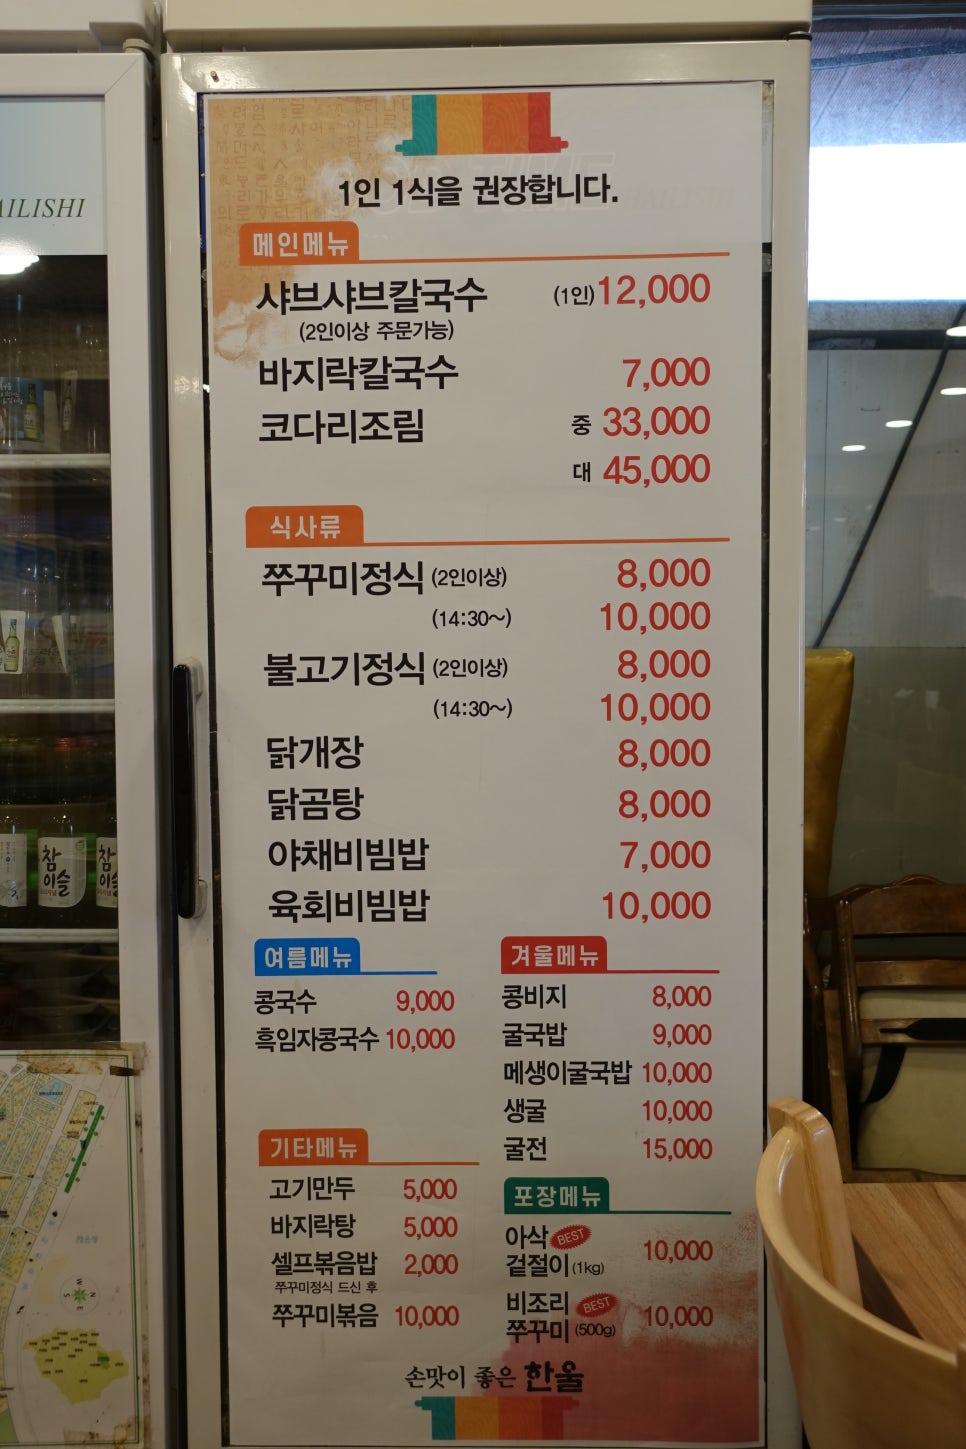 1인 1식을 권장합니다.
메인메뉴
샤브샤브칼국수 (1인)12,000
(2인이상 주문가능)
바지락칼국수 7,000
코다리조림 중 33,000
대 45,000
식사류
쭈꾸미정식 (2인이상) 8,000
(14:30~) 10,000
불고기정식 (2인이상) 8,000
(14:30~) 10,000
닭개장 8,000
닭곰탕 8,000
야채비빔밥 7,000
육회비빔밥 10,000
여름메뉴
콩국수 9,000
흑임자콩국수 10,000
겨울메뉴
콩비지 8,000
굴국밥 9,000
메생이굴국밥 10,000
생굴 10,000
굴전 15,000
기타메뉴
고기만두 5,000
바지락탕 5,000
셀프볶음밥 2,000
쭈꾸미정식 드신 후
쭈꾸미볶음 10,000
포장메뉴
아삭 BEST
겉절이 (1kg) 10,000
비조리 BEST
쭈꾸미 (500g) 10,000
손맛이 좋은 한울
AILISHI
참이슬
참이슬
W N S E